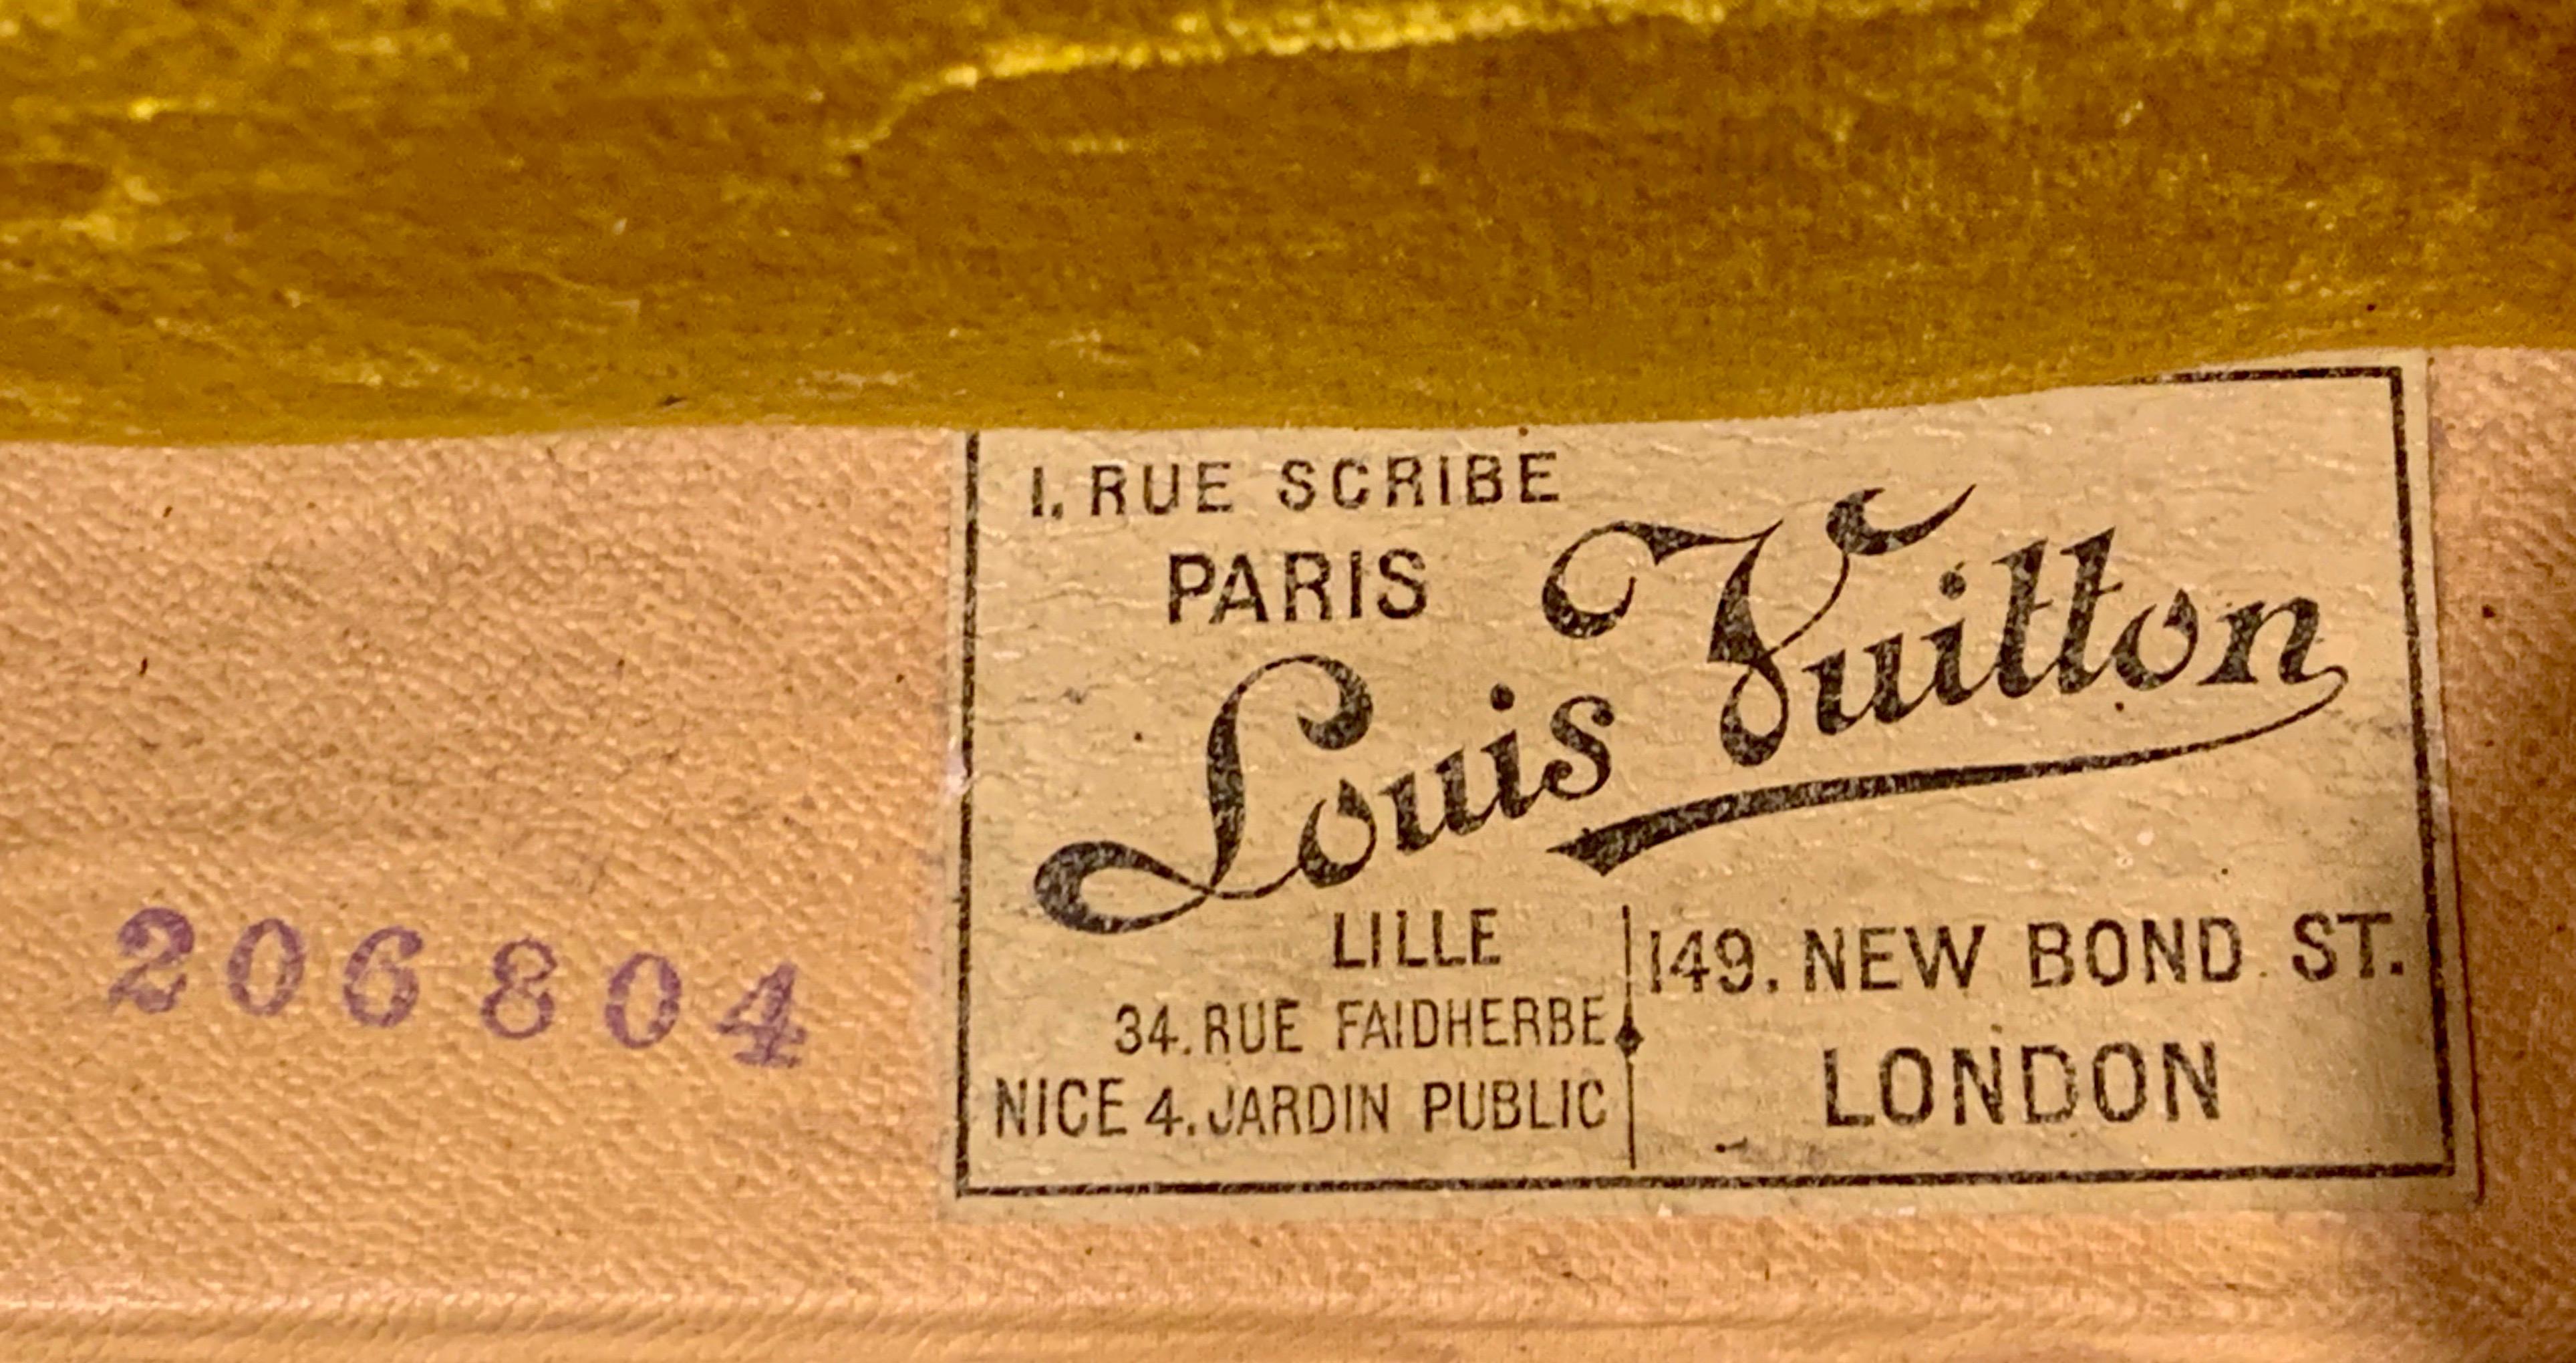 1. RUE SCRIBE
PARIS
Louis Vuitton
LILLE
34. RUE FAIDHERBE
NICE 4. JARDIN PUBLIC
149. NEW BOND ST.
LONDON
206804